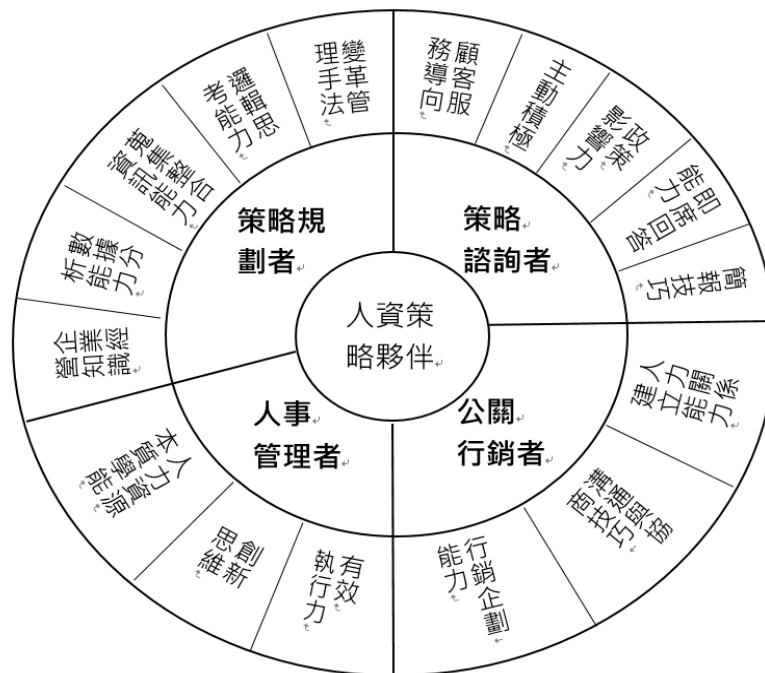 人資策
略夥伴
策略規
劃者
策略
諮詢者
公關
行銷者
人事
管理者
顧客服
務導向
主動積極
政策
影響力
即席回答
能力
簡報技巧
人力關係
建立能力
溝通與協
商技巧
行銷企劃
能力
有效
執行力
創新
思維
人力資源
本質學能
企業經
營知識
數據分
析能力
蒐集整合
資訊能力
邏輯思
考能力
變革管
理手法